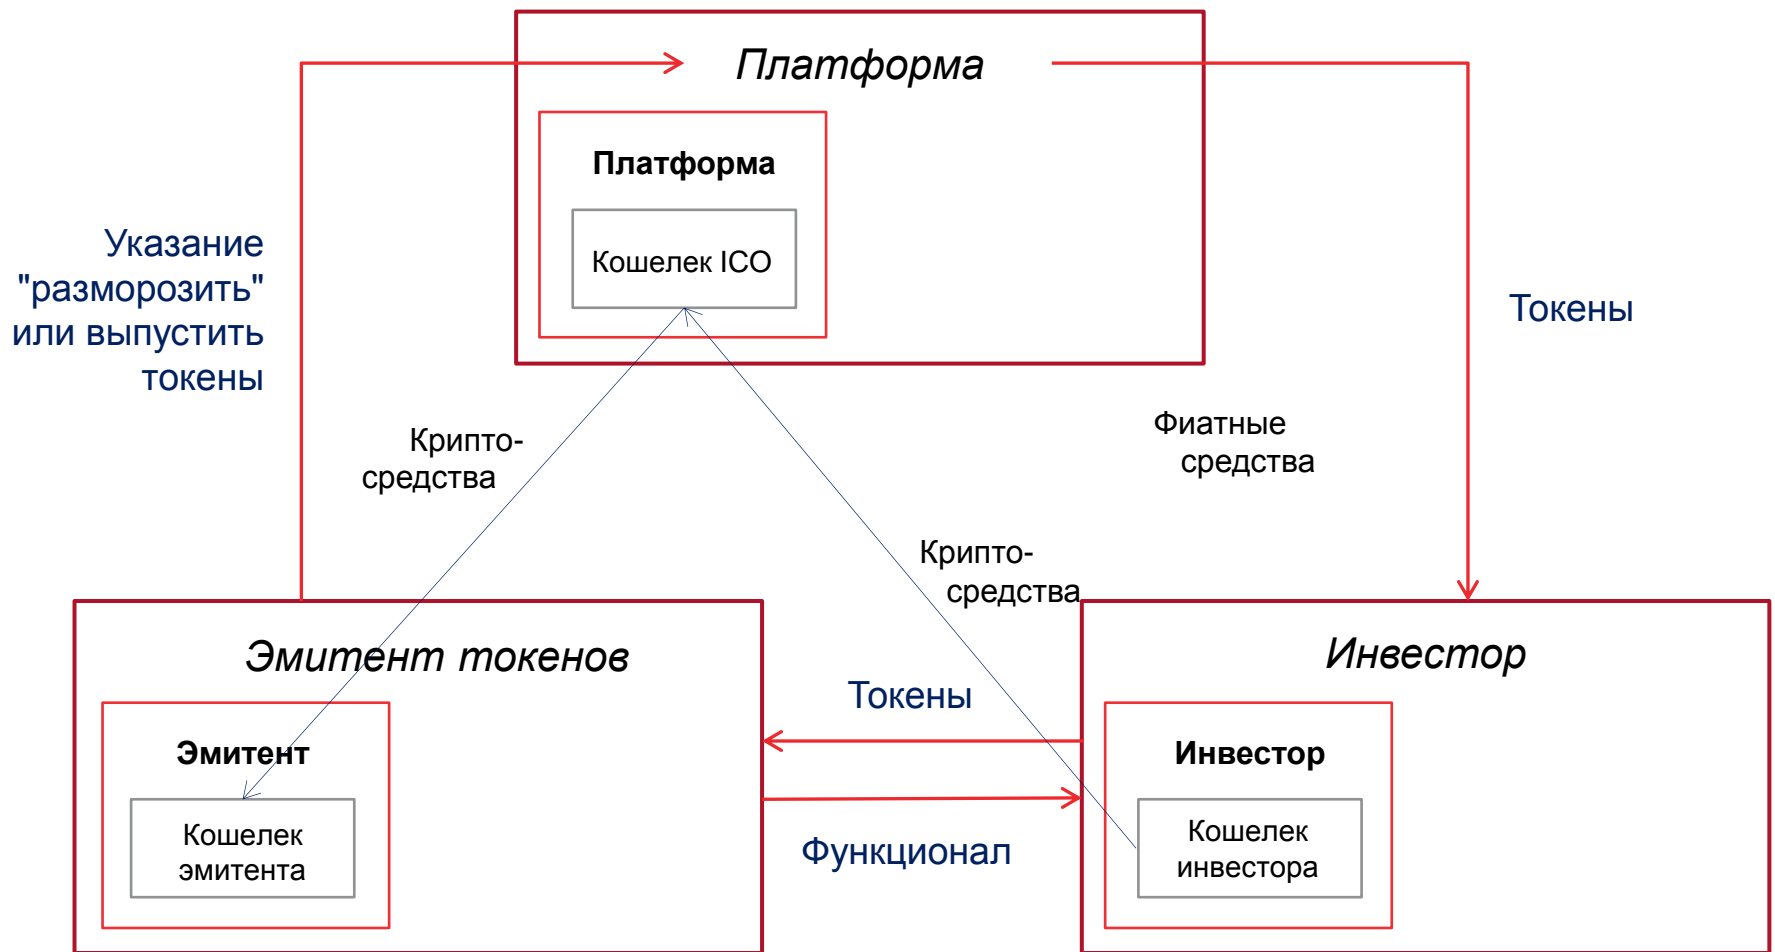 Платформа
Платформа
Кошелек ICO
Указание
"разморозить"
или выпустить
токены
Токены
Крипто-
средства
Фиатные
средства
Крипто-
средства
Эмитент токенов
Эмитент
Кошелек
эмитента
Токены
Функционал
Инвестор
Инвестор
Кошелек
инвестора